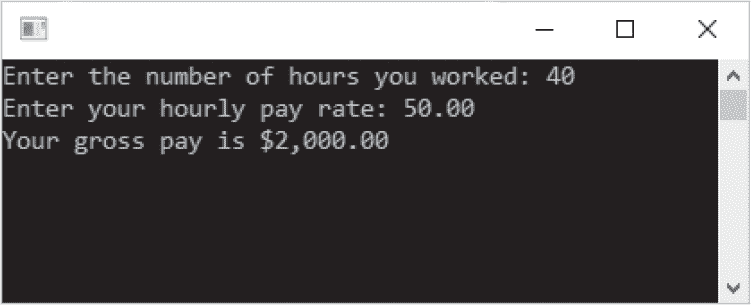 Enter the number of hours you worked: 40
Enter your hourly pay rate: 50.00
Your gross pay is $2,000.00